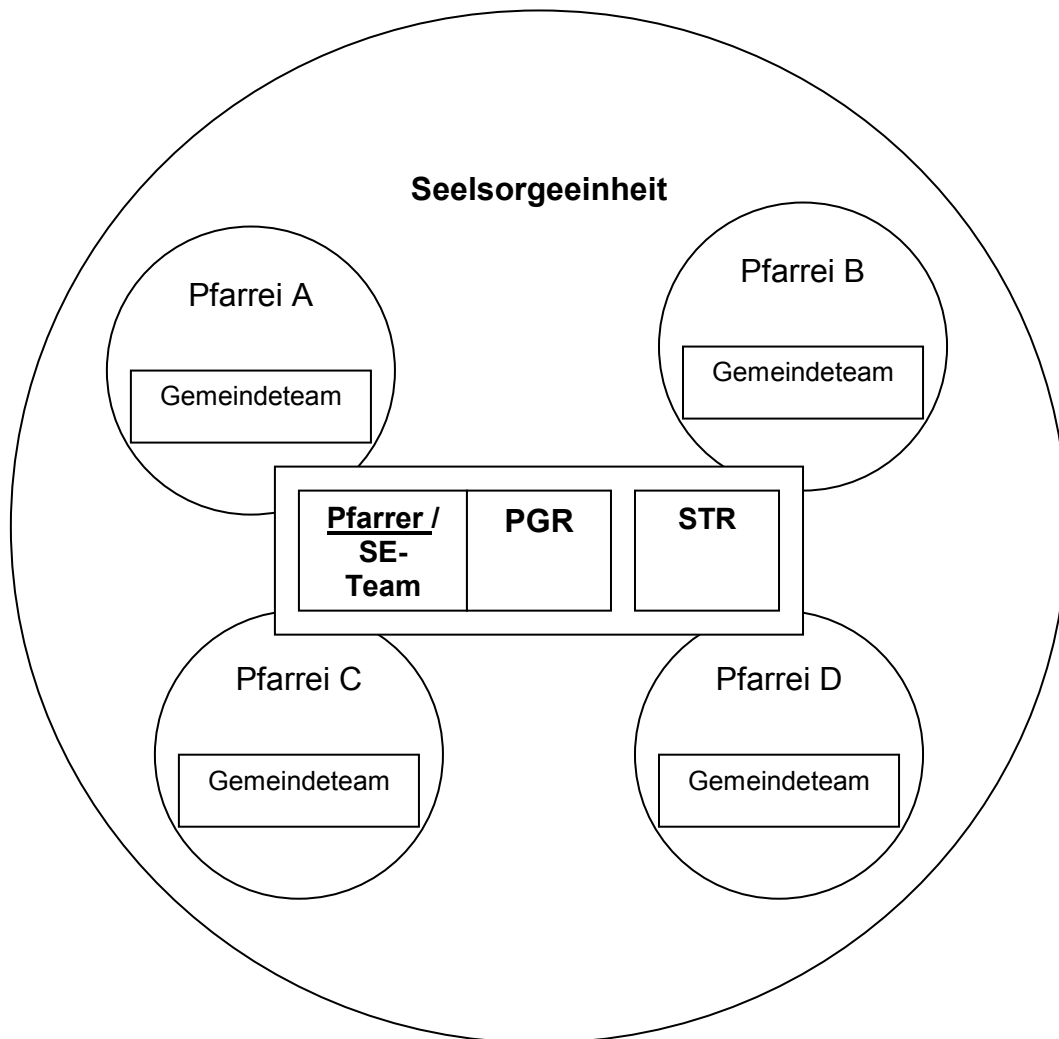 Seelsorgeeinheit
Pfarrei A
Pfarrei B
Gemeindeteam
Gemeindeteam
Pfarrer /
SE-
Team
PGR
STR
Pfarrei C
Pfarrei D
Gemeindeteam
Gemeindeteam